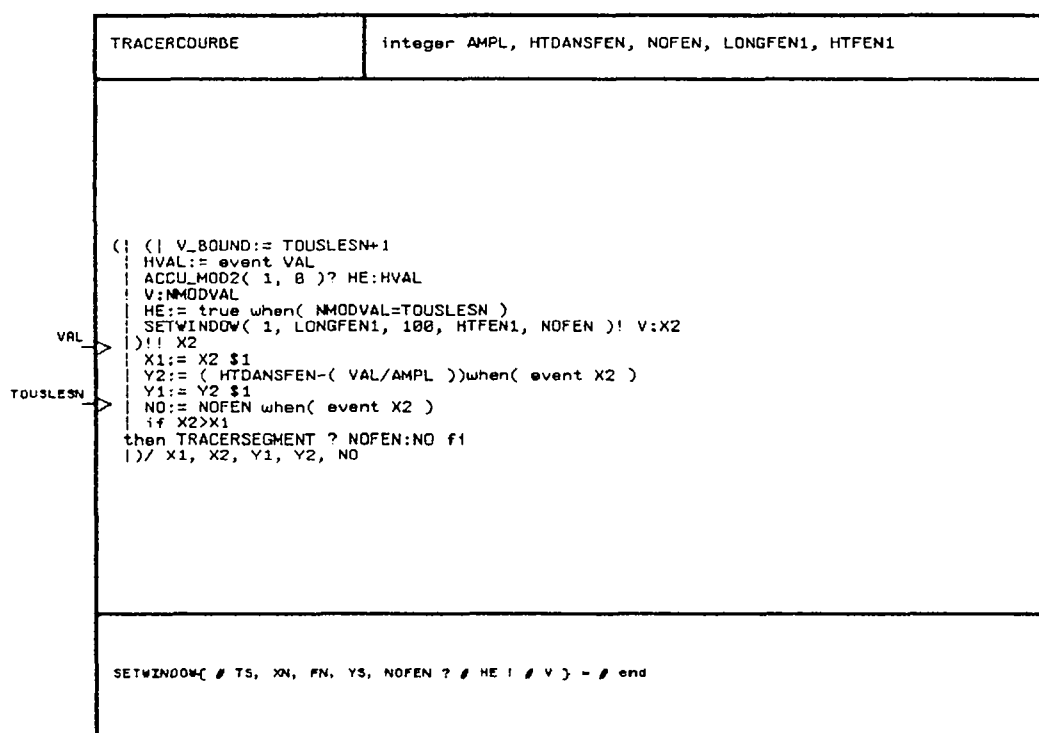 TRACERCOURBE
integer AMPL, HTDANSFEN, NOFEN, LONGFEN1, HTFEN1
(| (| V_BOUND:= TOUSLESN+1
| HVAL:= event VAL
| ACCU_MOD2( 1, 0 )? HE:HVAL
! V:NMODVAL
| HE:= true when( NMODVAL=TOUSLESN )
| SETWINDOW( 1, LONGFEN1, 100, HTFEN1, NOFEN )! V:X2
|)!! X2
| X1:= X2 $1
| Y2:= ( HTDANSFEN-( VAL/AMPL ))when( event X2 )
| Y1:= Y2 $1
| NO:= NOFEN when( event X2 )
| if X2>X1
then TRACERSEGMENT ? NOFEN:NO fi
|)/ X1, X2, Y1, Y2, NO
VAL
TOUSLESN
SETWINDOW{ # TS, XN, FN, YS, NOFEN ? # HE ! # V } = # end